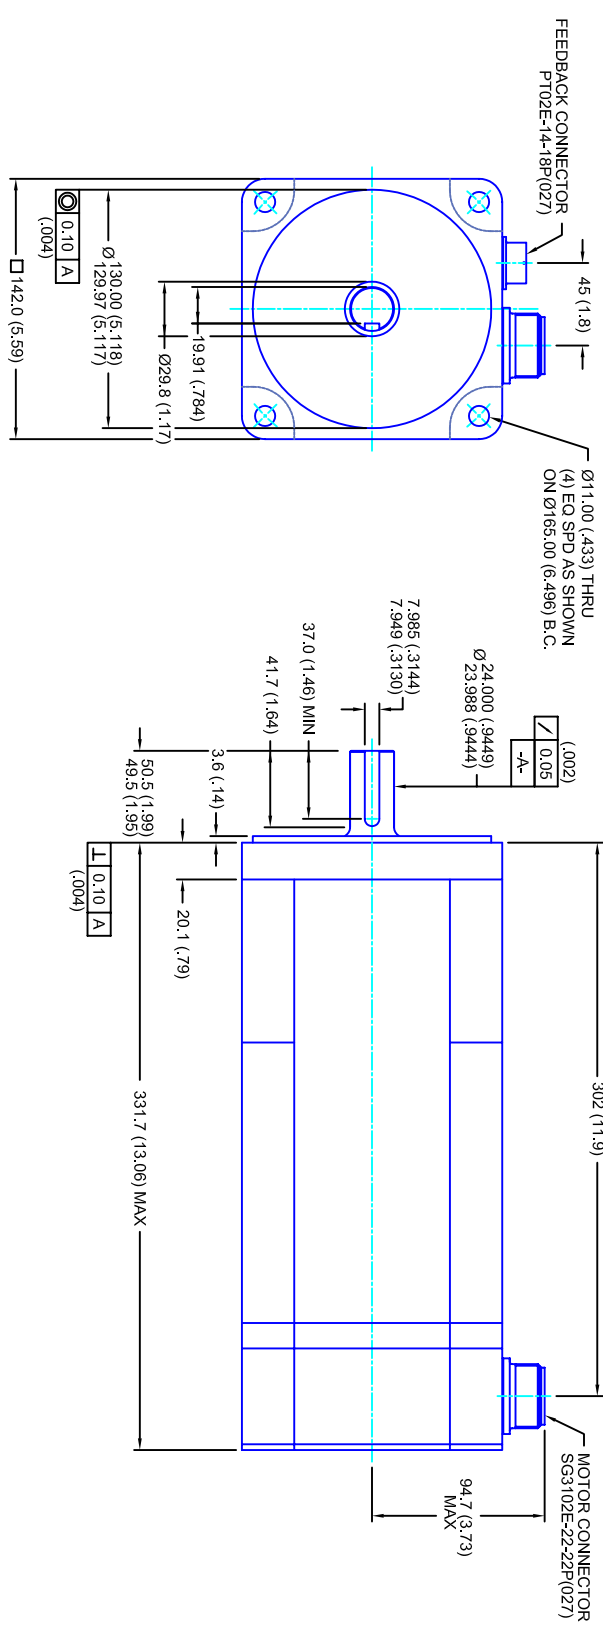 FEEDBACK CONNECTOR
PT02E-14-18P(027)
45 (1.8)
Ø11.00 (.433) THRU
(4) EQ SPD AS SHOWN
ON Ø165.00 (6.496) B.C.
19.91 (.784)
Ø29.8 (1.17)
Ø 130.00 (5.118)
129.97 (5.117)
◎ 0.10 A
(.004)
□142.0 (5.59)
(.002)
0.05
-A-
Ø 24.000 (.9449)
23.988 (.9444)
7.985 (.3144)
7.949 (.3130)
37.0 (1.46) MIN
41.7 (1.64)
3.6 (.14)
50.5 (1.99)
49.5 (1.95)
⊥ 0.10 A
(.004)
20.1 (.79)
331.7 (13.06) MAX
302 (11.9)
94.7 (3.73)
MAX
MOTOR CONNECTOR
SG3102E-22-22P(027)